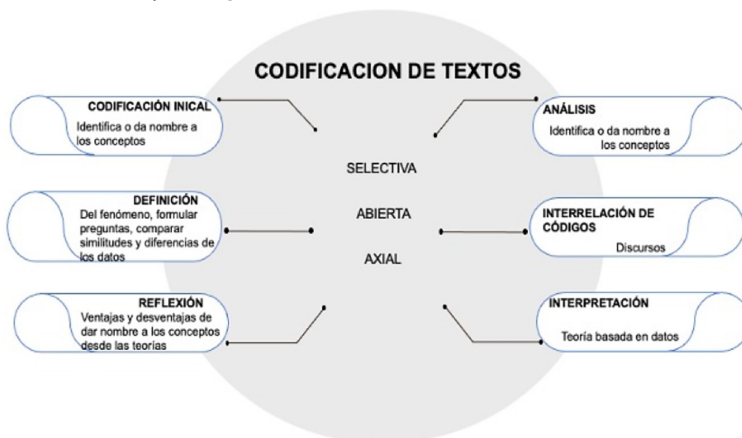 CODIFICACION DE TEXTOS
CODIFICACIÓN INICAL
Identifica o da nombre a
los conceptos
DEFINICIÓN
Del fenómeno, formular
preguntas, comparar
similitudes y diferencias de
los datos
REFLEXIÓN
Ventajas y desventajas de
dar nombre a los conceptos
desde las teorías
SELECTIVA
ABIERTA
AXIAL
ANÁLISIS
Identifica o da nombre a
los conceptos
INTERRELACIÓN DE
CÓDIGOS
Discursos
INTERPRETACIÓN
Teoría basada en datos